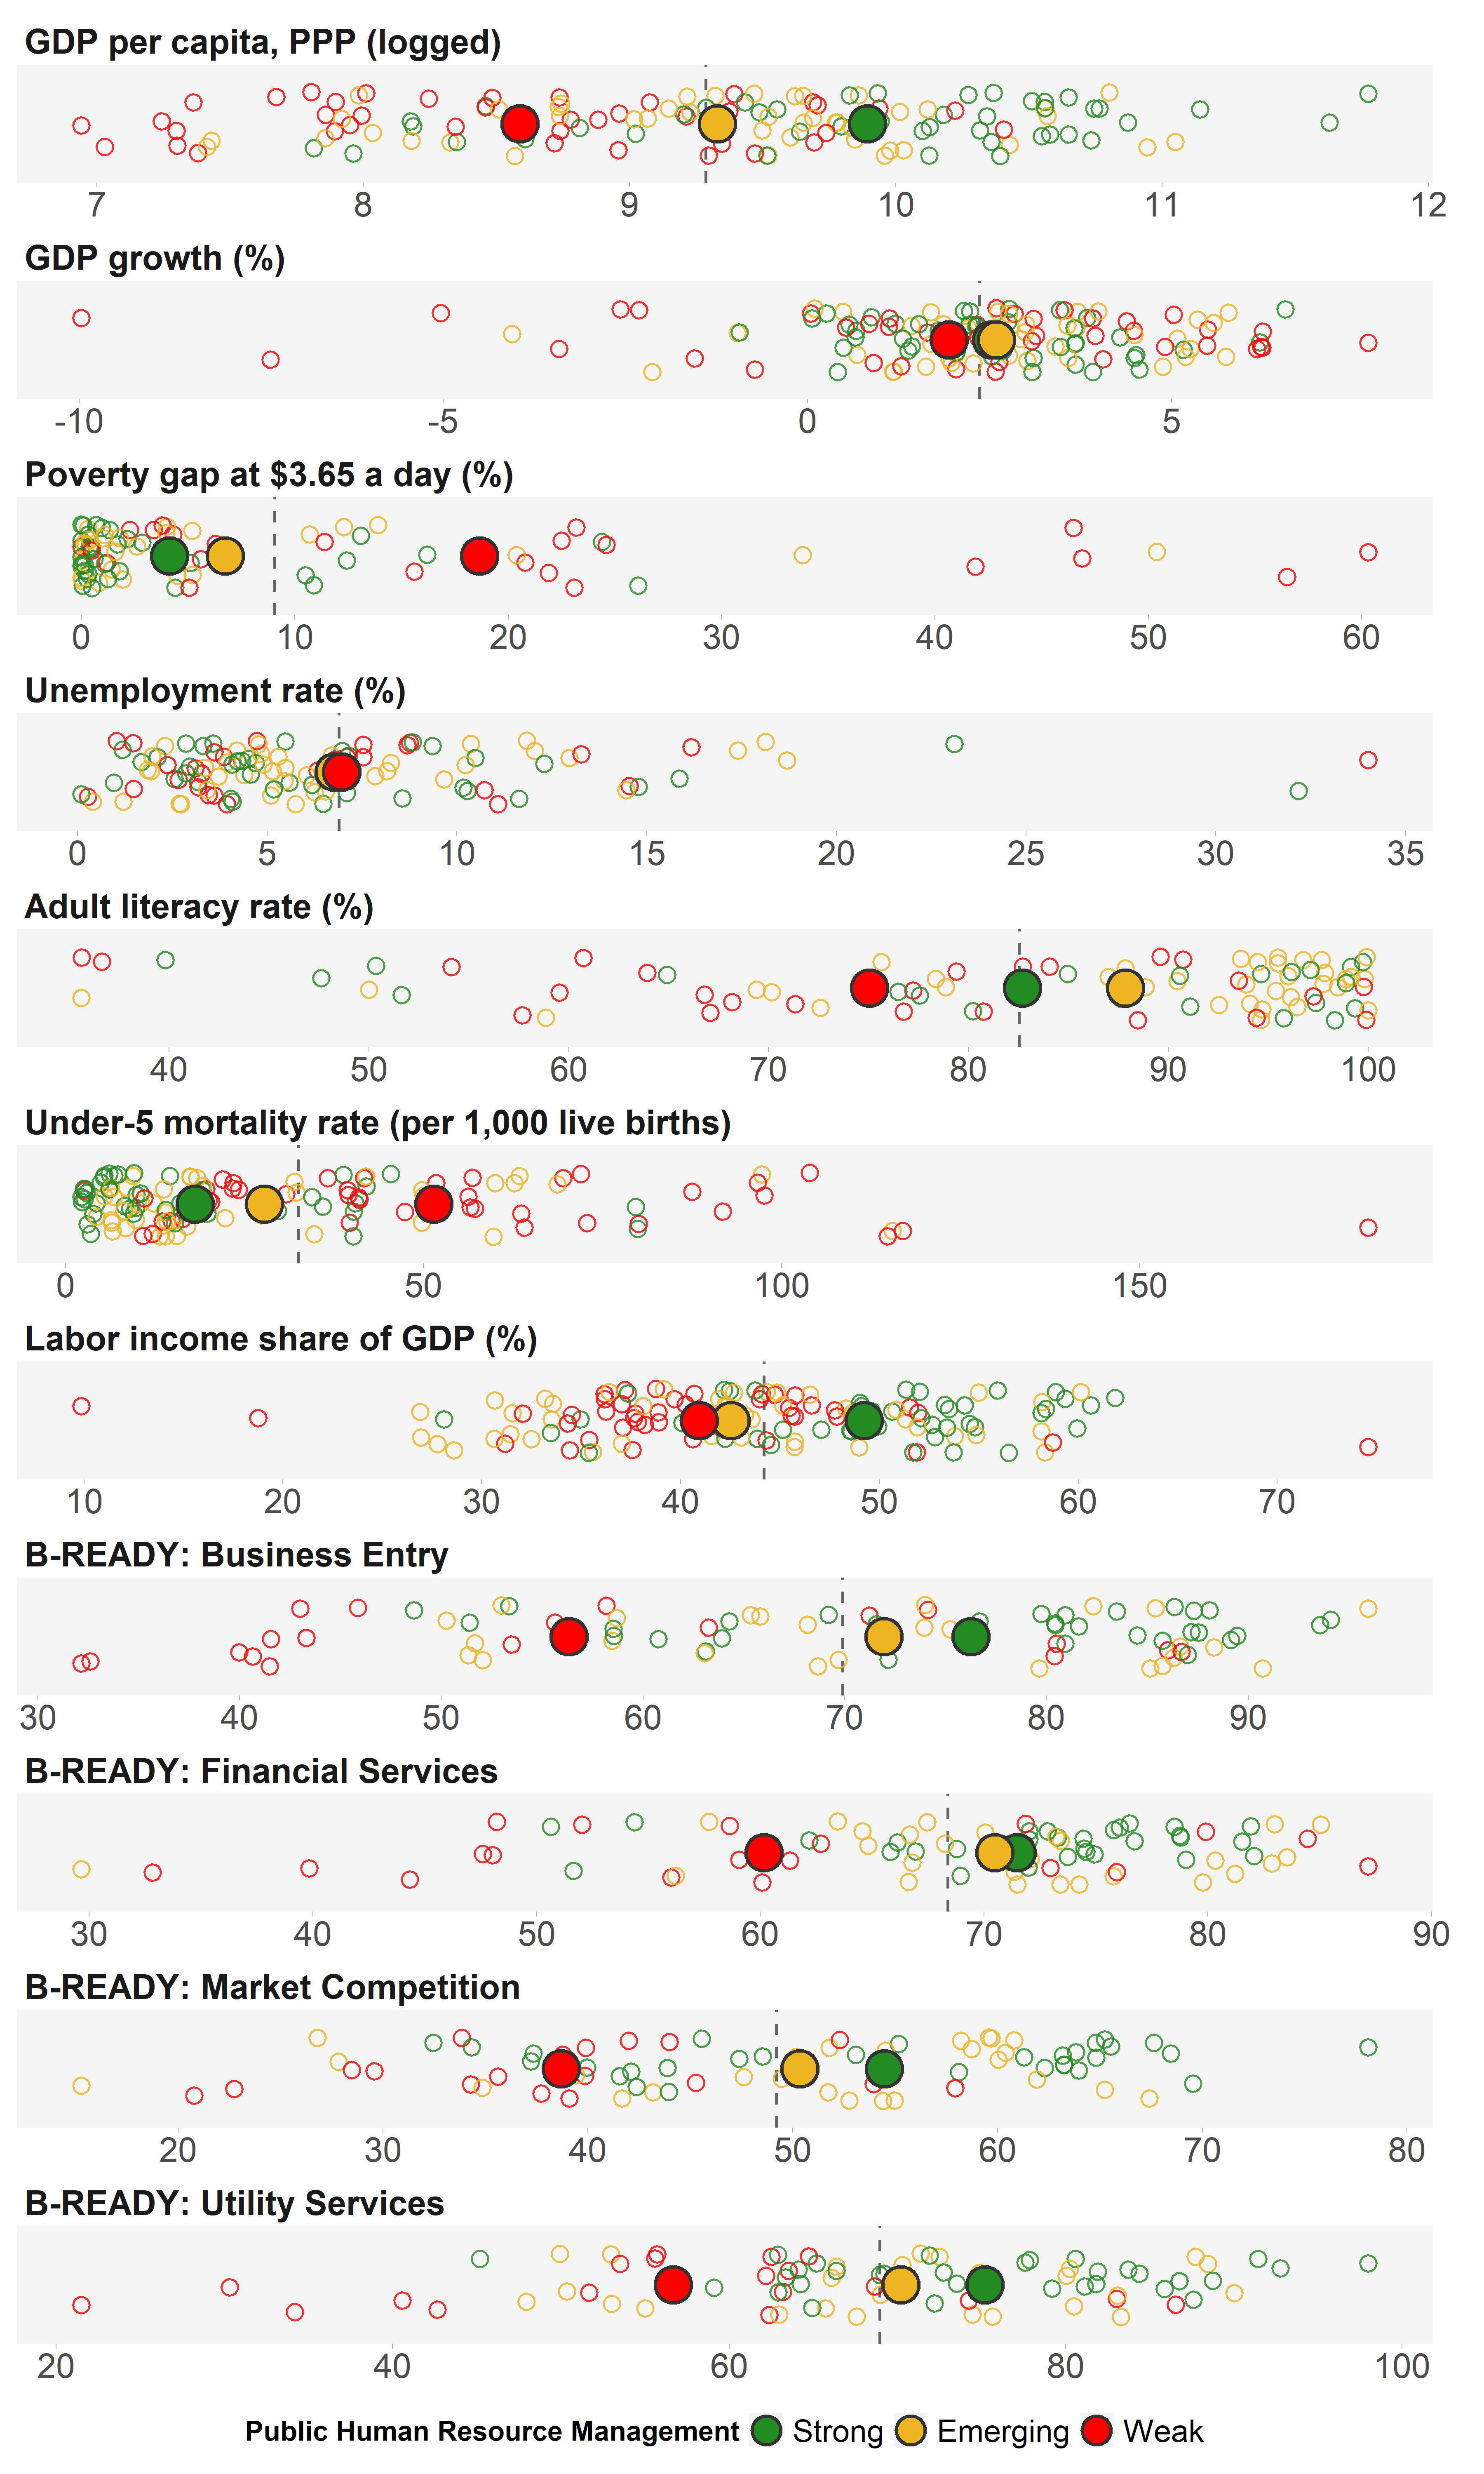 GDP per capita, PPP (logged)
7 8 9 10 11 12
GDP growth (%)
-10 -5 0 5
Poverty gap at $3.65 a day (%)
0 10 20 30 40 50 60
Unemployment rate (%)
0 5 10 15 20 25 30 35
Adult literacy rate (%)
40 50 60 70 80 90 100
Under-5 mortality rate (per 1,000 live births)
0 50 100 150
Labor income share of GDP (%)
10 20 30 40 50 60 70
B-READY: Business Entry
30 40 50 60 70 80 90
B-READY: Financial Services
30 40 50 60 70 80 90
B-READY: Market Competition
20 30 40 50 60 70 80
B-READY: Utility Services
20 40 60 80 100
Public Human Resource Management Strong Emerging Weak